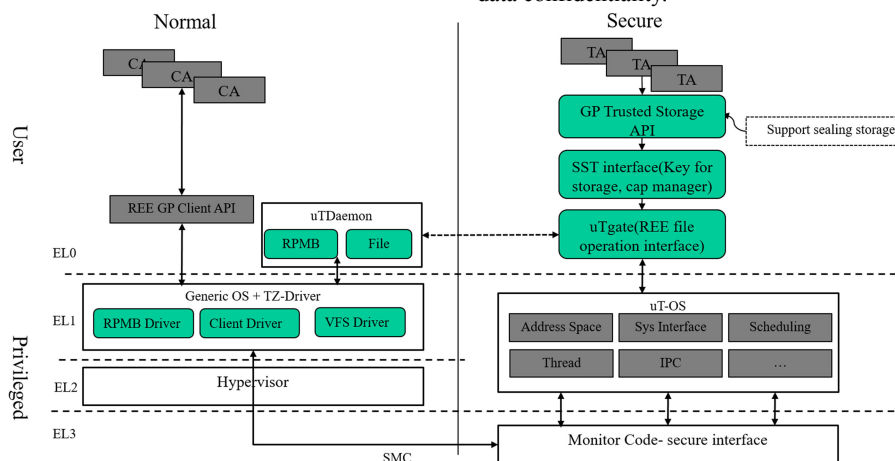 data confidentiality.
Normal
Secure
CA
CA
CA
TA
TA
TA
GP Trusted Storage
API
Support sealing storage
User
SST interface(Key for
storage, cap manager)
REE GP Client API
uTDaemon
RPMB
File
uTgate(REE file
operation interface)
EL0
Generic OS + TZ-Driver
uT-OS
EL1
RPMB Driver
Client Driver
VFS Driver
Address Space
Sys Interface
Scheduling
Thread
IPC
…
Privileged
EL2
Hypervisor
EL3
Monitor Code- secure interface
SMC